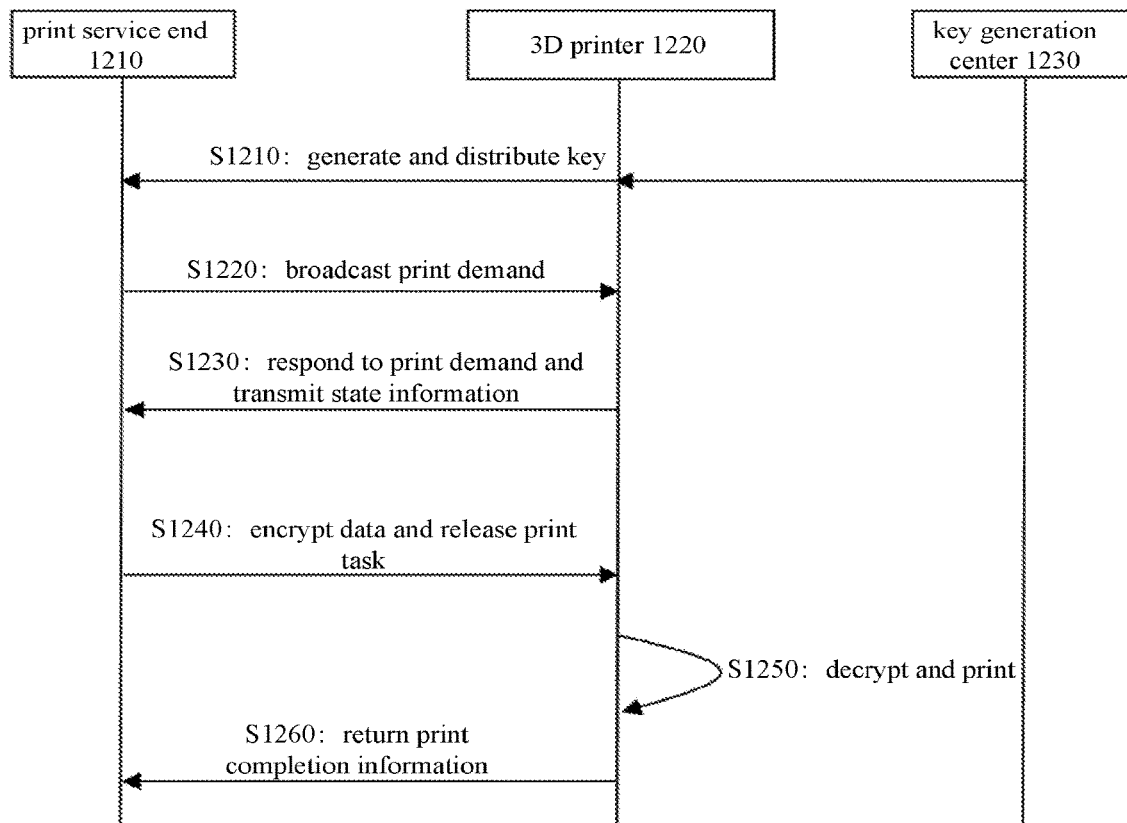 print service end
1210
3D printer 1220
key generation
center 1230
S1210: generate and distribute key
S1220: broadcast print demand
S1230: respond to print demand and
transmit state information
S1240: encrypt data and release print
task
S1250: decrypt and print
S1260: return print
completion information